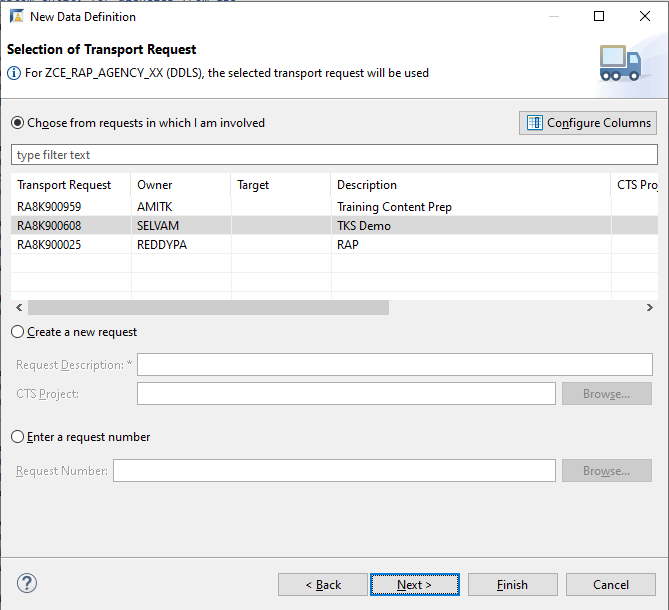 New Data Definition
Selection of Transport Request
For ZCE_RAP_AGENCY_XX (DDLS), the selected transport request will be used
Choose from requests in which I am involved
Configure Columns
type filter text
Transport Request Owner Target Description CTS Proj
RA8K900959 AMITK Training Content Prep
RA8K900608 SELVAM TKS Demo
RA8K900025 REDDYPA RAP
Create a new request
Request Description: *
CTS Project: Browse...
Enter a request number
Request Number: Browse...
? < Back Next > Finish Cancel